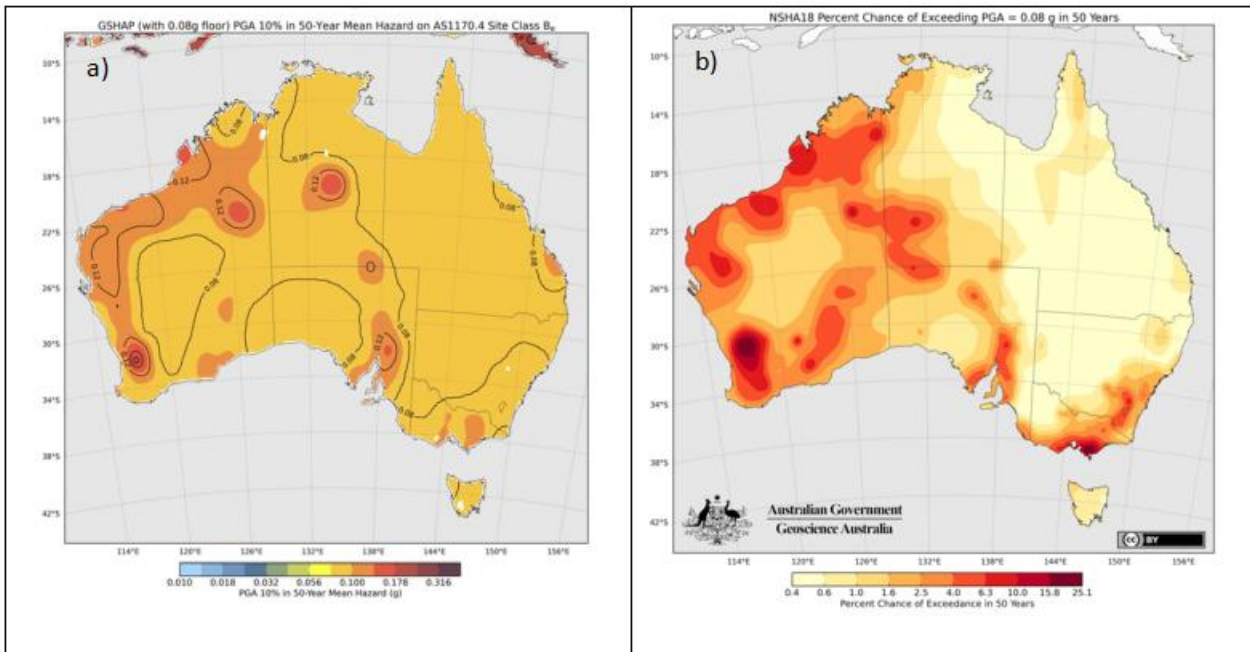 GSHAP (with 0.08g floor) PGA 10% in 50-Year Mean Hazard on AS1170.4 Site Class Be
a)
10°S
14°S
18°S
22°S
26°S
30°S
34°S
38°S
42°S
0.08
0.08
0.12
0.12
0.12
0.08
0.12
0.08
0.08
0.12
0.08
0.08
114°E 120°E 126°E 132°E 138°E 144°E 150°E 156°E
0.010 0.018 0.032 0.056 0.100 0.178 0.316
PGA 10% in 50-Year Mean Hazard (g)
NSHA18 Percent Chance of Exceeding PGA = 0.08 g in 50 Years
b)
10°S
14°S
18°S
22°S
26°S
30°S
34°S
38°S
42°S
Australian Government
Geoscience Australia
cc BY
114°E 120°E 126°E 132°E 138°E 144°E 150°E 156°E
0.4 0.6 1.0 1.6 2.5 4.0 6.3 10.0 15.8 25.1
Percent Chance of Exceedance in 50 Years